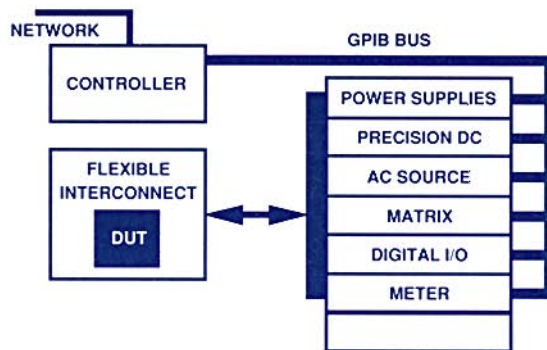 NETWORK
GPIB BUS
CONTROLLER
POWER SUPPLIES
PRECISION DC
AC SOURCE
MATRIX
DIGITAL I/O
METER
FLEXIBLE
INTERCONNECT
DUT